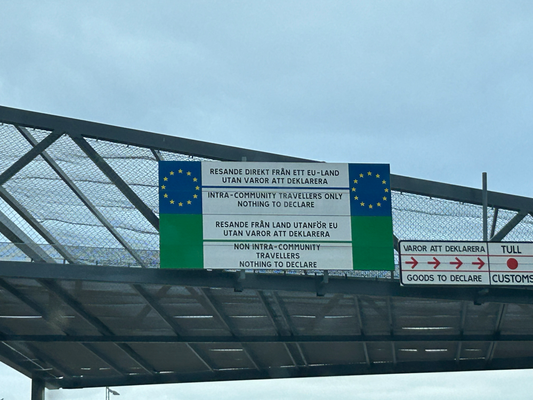 RESANDE DIREKT FRÅN ETT EU-LAND
UTAN VAROR ATT DEKLARERA
INTRA-COMMUNITY TRAVELLERS ONLY
NOTHING TO DECLARE
RESANDE FRÅN LAND UTANFÖR EU
UTAN VAROR ATT DEKLARERA
NON INTRA-COMMUNITY
TRAVELLERS
NOTHING TO DECLARE
VAROR ATT DEKLARERA
GOODS TO DECLARE
TULL
CUSTOMS